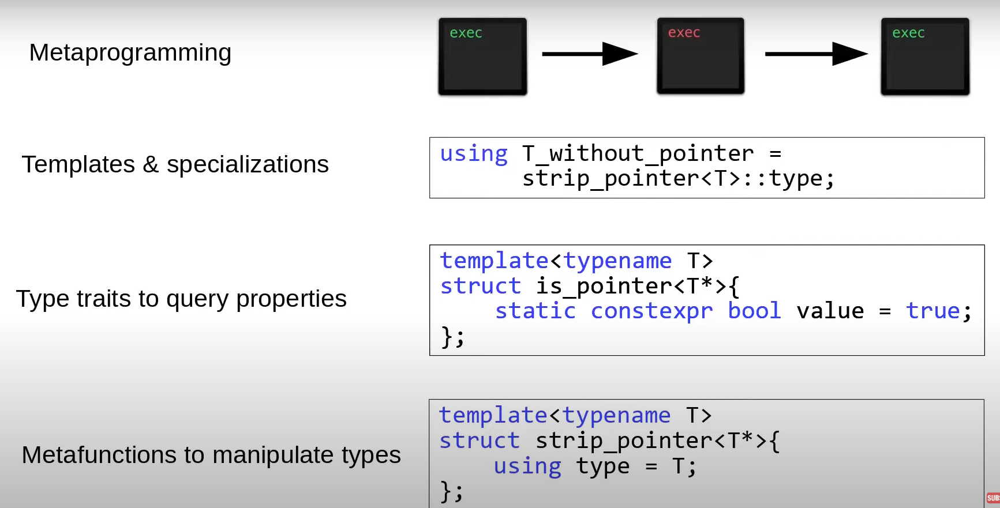 Metaprogramming
exec
exec
exec
Templates & specializations
using T_without_pointer =
      strip_pointer<T>::type;
Type traits to query properties
template<typename T>
struct is_pointer<T*>{
    static constexpr bool value = true;
};
Metafunctions to manipulate types
template<typename T>
struct strip_pointer<T*>{
    using type = T;
};